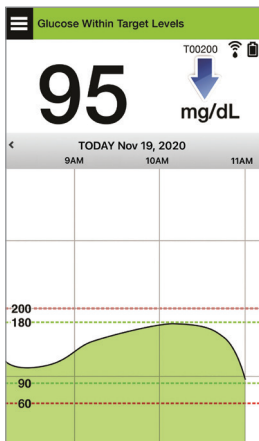 Glucose Within Target Levels
T00200
95
mg/dL
TODAY Nov 19, 2020
9AM 10AM 11AM
200
180
90
60